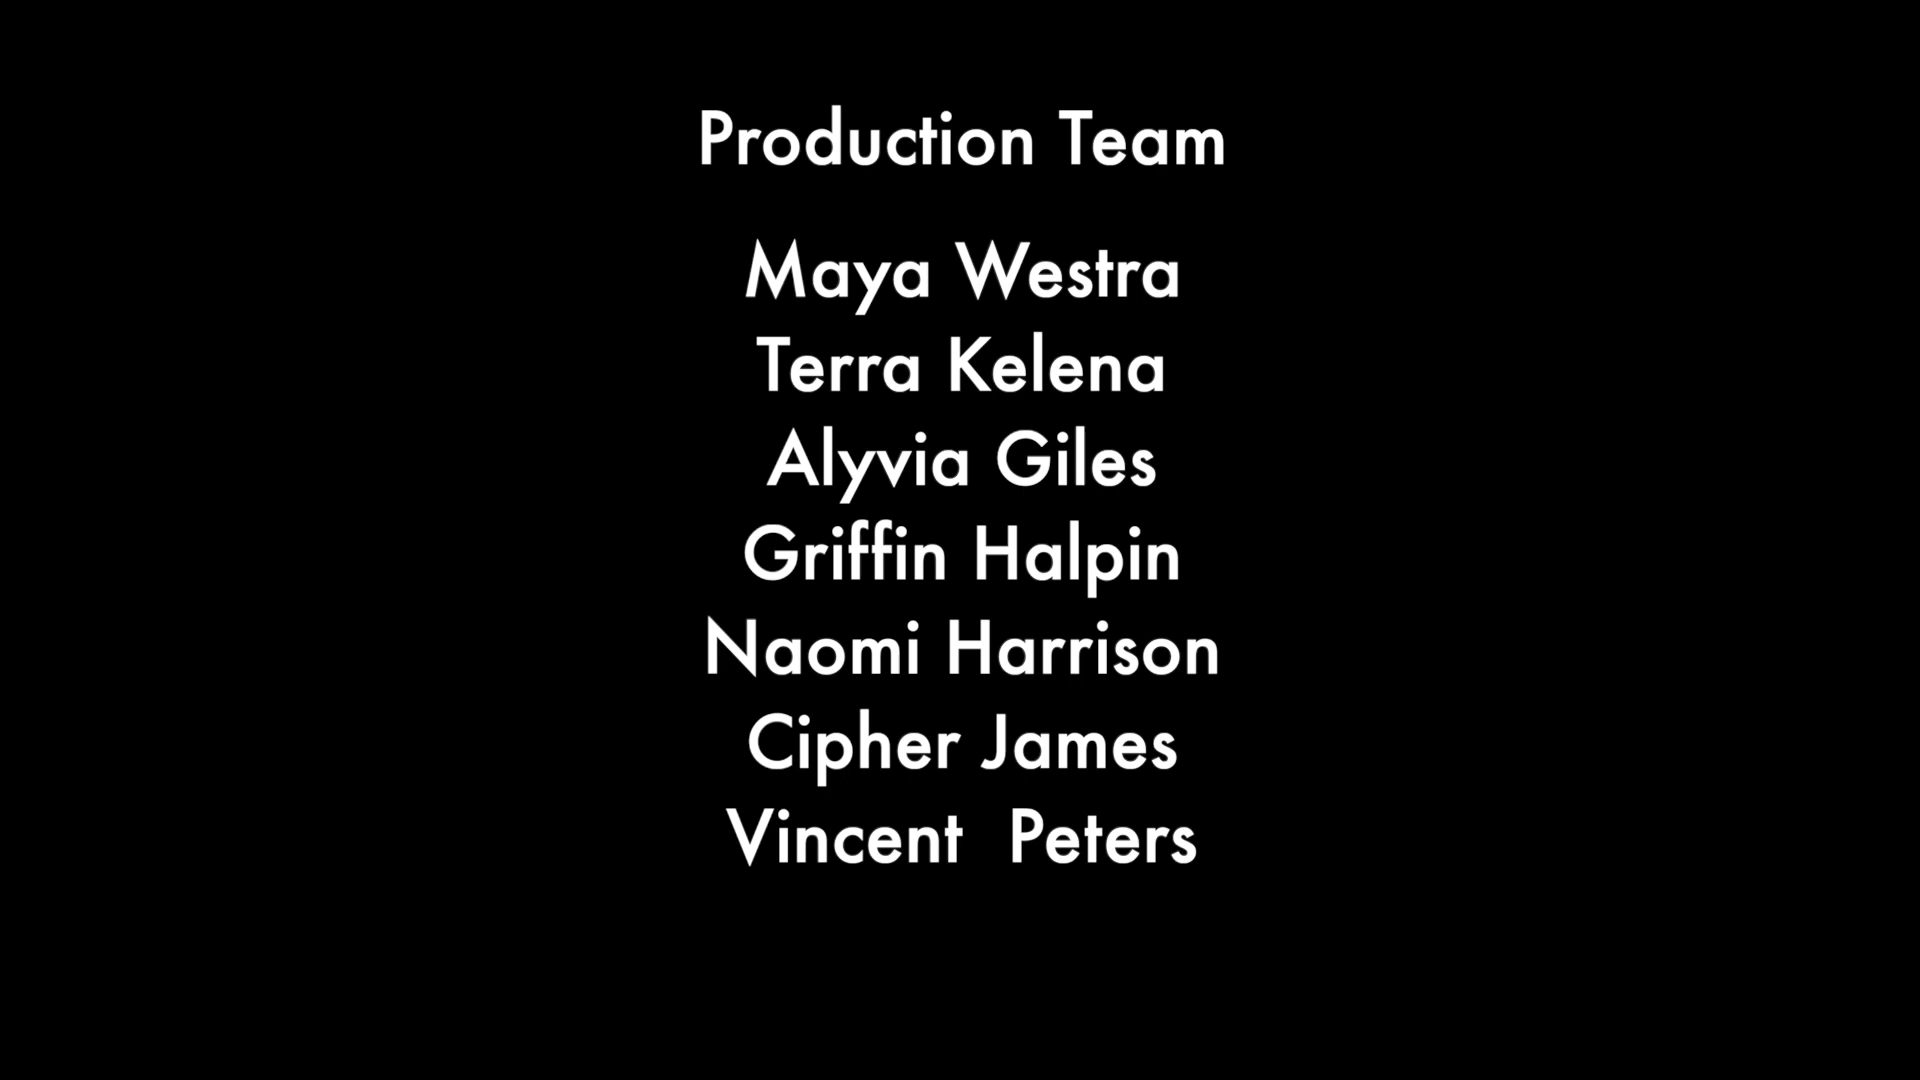 Production Team
Maya Westra
Terra Kelena
Alyvia Giles
Griffin Halpin
Naomi Harrison
Cipher James
Vincent  Peters